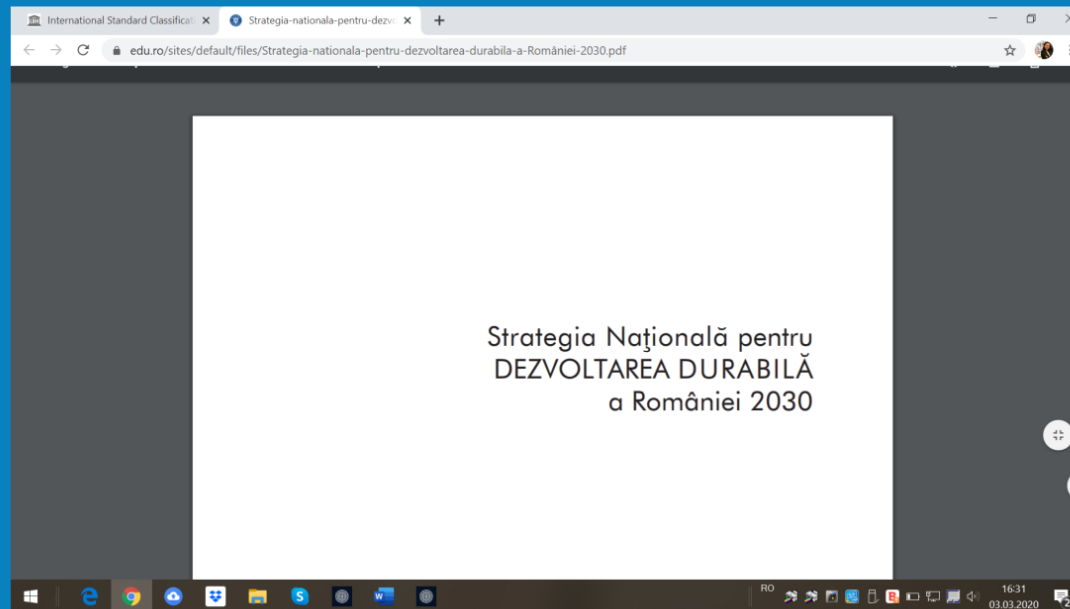 International Standard Classificat
Strategia-nationala-pentru-dezvo
edu.ro/sites/default/files/Strategia-nationala-pentru-dezvoltarea-durabila-a-României-2030.pdf
Strategia Naţională pentru
DEZVOLTAREA DURABILĂ
a României 2030
RO
16:31
03.03.2020
2